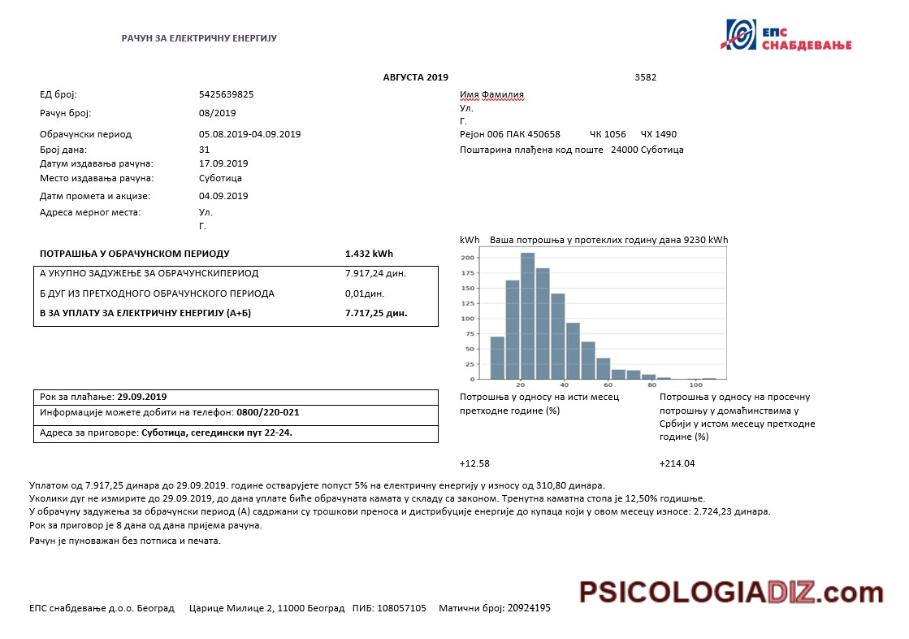 РАЧУН ЗА ЕЛЕКТРИЧНУ ЕНЕРГИЈУ
ЕПС
СНАБДЕВАЊЕ
АВГУСТА 2019
3582
ЕД број: 5425639825
Рачун број: 08/2019
Обрачунски период 05.08.2019-04.09.2019
Број дана: 31
Датум издавања рачуна: 17.09.2019
Место издавања рачуна: Суботица
Датм промета и акцизе: 04.09.2019
Адреса мерног места: Ул.
Г.
Имя Фамилия
Ул.
Г.
Рејон 006 ПАК 450658 ЧК 1056 ЧХ 1490
Поштарина плаћена код поште 24000 Суботица
ПОТРАШЊА У ОБРАЧУНСКОМ ПЕРИОДУ 1.432 kWh
А УКУПНО ЗАДУЖЕЊЕ ЗА ОБРАЧУНСКИПЕРИОД 7.917,24 дин.
Б ДУГ ИЗ ПРЕТХОДНОГ ОБРАЧУНСКОГ ПЕРИОДА 0,01дин.
В ЗА УПЛАТУ ЗА ЕЛЕКТРИЧНУ ЕНЕРГИЈУ (А+Б) 7.717,25 дин.
kWh Ваша потрошња у протеклих годину дана 9230 kWh
200
175
150
125
100
75
50
25
0
20 40 60 80 100
Рок за плаћање: 29.09.2019
Информације можете добити на телефон: 0800/220-021
Адреса за приговоре: Суботица, сегедински пут 22-24.
Потрошња у односу на исти месец
претходне године (%)
+12.58
Потрошња у односу на просечну
потрошњу у домаћинствима у
Србији у истом месецу претходне
године (%)
+214.04
Уплатом од 7.917,25 динара до 29.09.2019. године остварујете попуст 5% на електричну енергију у износу од 310,80 динара.
Уколики дуг не измирите до 29.09.2019, до дана уплате биће обрачуната камата у складу са законом. Тренутна каматна стопа је 12,50% годишње.
У обрачуну задужења за обрачунски период (А) садржани су трошкови преноса и дистрибуције енергије до купаца који у овом месецу износе: 2.724,23 динара.
Рок за приговор је 8 дана од дана пријема рачуна.
Рачун је пуноважан без потписа и печата.
PSICOLOGIADIZ.com
ЕПС снабдевање д.о.о. Београд Царице Милице 2, 11000 Београд ПИБ: 108057105 Матични број: 20924195